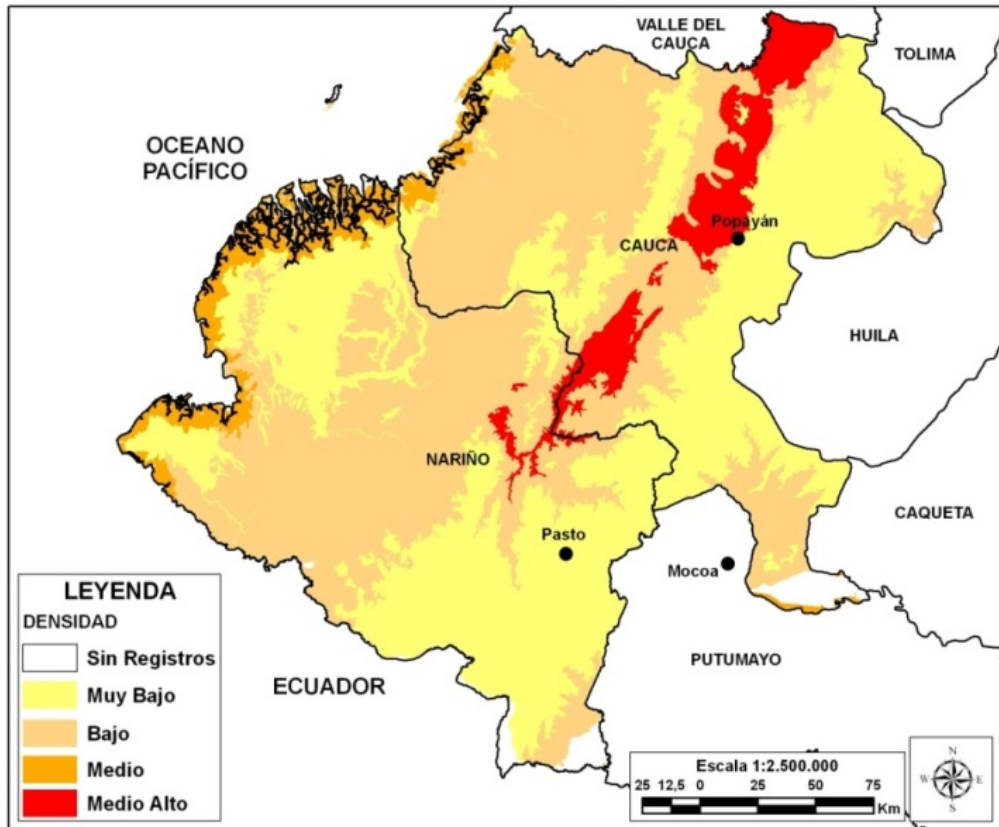 VALLE DEL
CAUCA
TOLIMA
OCEANO
PACÍFICO
Popayán
CAUCA
HUILA
NARIÑO
CAQUETA
Pasto
Mocoa
PUTUMAYO
ECUADOR
LEYENDA
DENSIDAD
Sin Registros
Muy Bajo
Bajo
Medio
Medio Alto
Escala 1:2.500.000
25 12,5 0 25 50 75
Km
N
W E
S